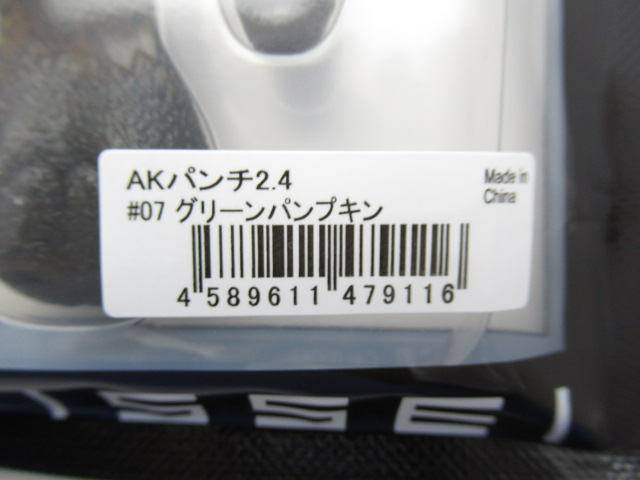 AKパンチ2.4
Made in
China
#07 グリーンパンプキン
4 589611 479116